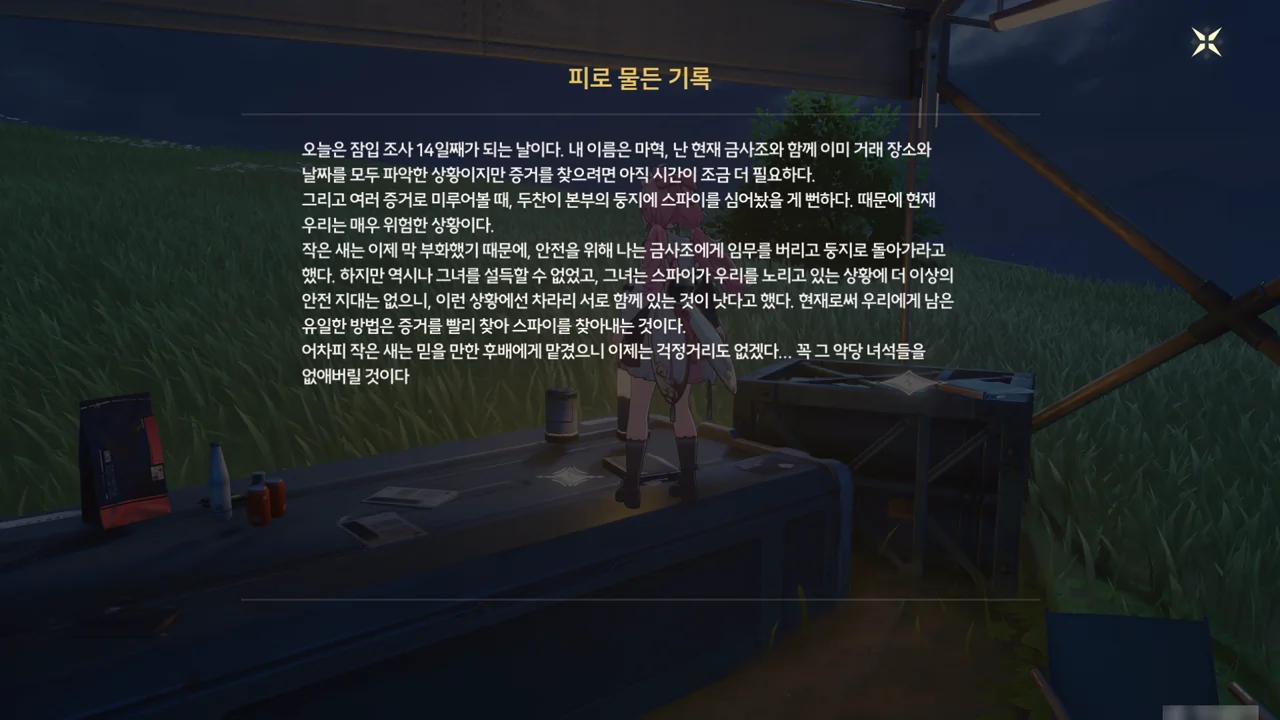 피로 물든 기록
오늘은 잠입 조사 14일째가 되는 날이다. 내 이름은 마혁, 난 현재 금사조와 함께 이미 거래 장소와
날짜를 모두 파악한 상황이지만 증거를 찾으려면 아직 시간이 조금 더 필요하다.
그리고 여러 증거로 미루어볼 때, 두찬이 본부의 둥지에 스파이를 심어놨을 게 뻔하다. 때문에 현재
우리는 매우 위험한 상황이다.
작은 새는 이제 막 부화했기 때문에, 안전을 위해 나는 금사조에게 임무를 버리고 둥지로 돌아가라고
했다. 하지만 역시나 그녀를 설득할 수 없었고, 그녀는 스파이가 우리를 노리고 있는 상황에 더 이상의
안전 지대는 없으니, 이런 상황에선 차라리 서로 함께 있는 것이 낫다고 했다. 현재로써 우리에게 남은
유일한 방법은 증거를 빨리 찾아 스파이를 찾아내는 것이다.
어차피 작은 새는 믿을 만한 후배에게 맡겼으니 이제는 걱정거리도 없겠다... 꼭 그 악당 녀석들을
없애버릴 것이다